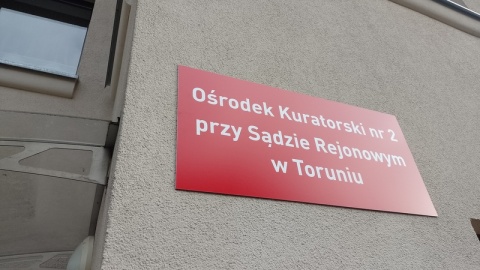 Ośrodek Kuratorski nr 2
przy Sądzie Rejonowym
w Toruniu